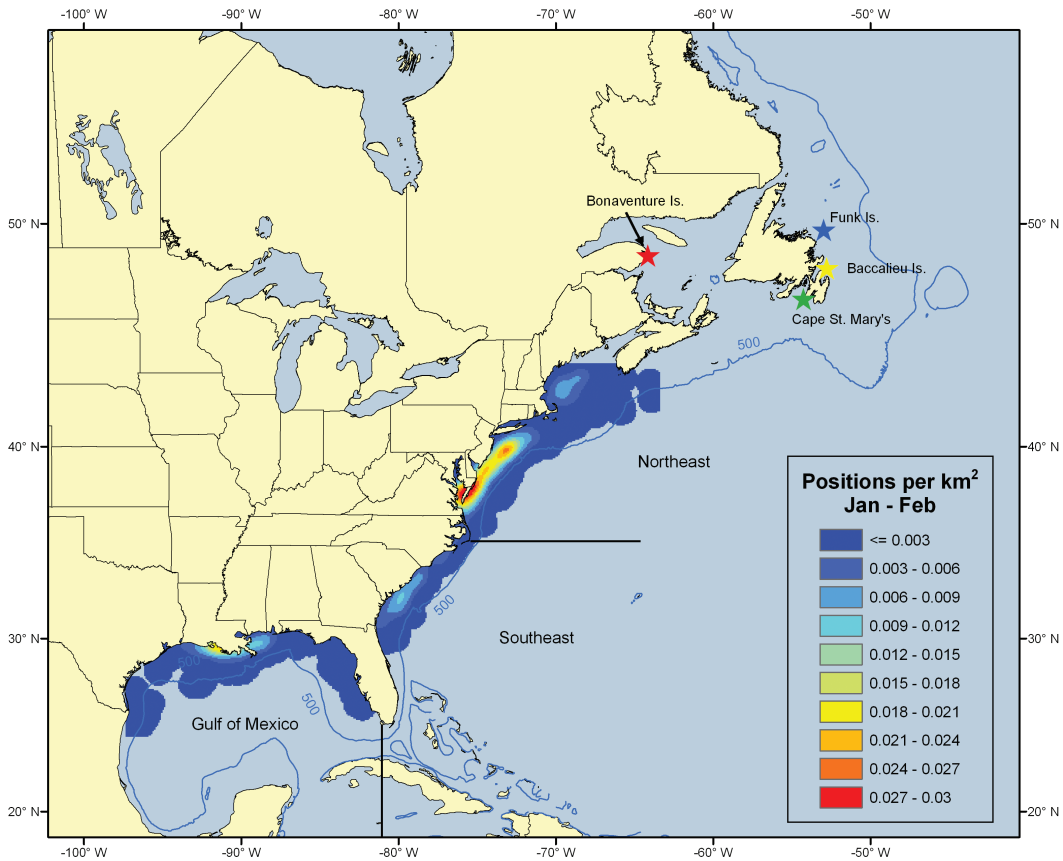 -100° W -90° W -80° W -70° W -60° W -50° W
50° N 50° N
Bonaventure Is.
Funk Is.
Baccalieu Is.
Cape St. Mary's
500
40° N 40° N
Northeast
Positions per km2
Jan - Feb
<= 0.003
0.003 - 0.006
0.006 - 0.009
0.009 - 0.012
0.012 - 0.015
0.015 - 0.018
0.018 - 0.021
0.021 - 0.024
0.024 - 0.027
0.027 - 0.03
500
30° N 30° N
Southeast
500
500
Gulf of Mexico
20° N 20° N
-100° W -90° W -80° W -70° W -60° W -50° W